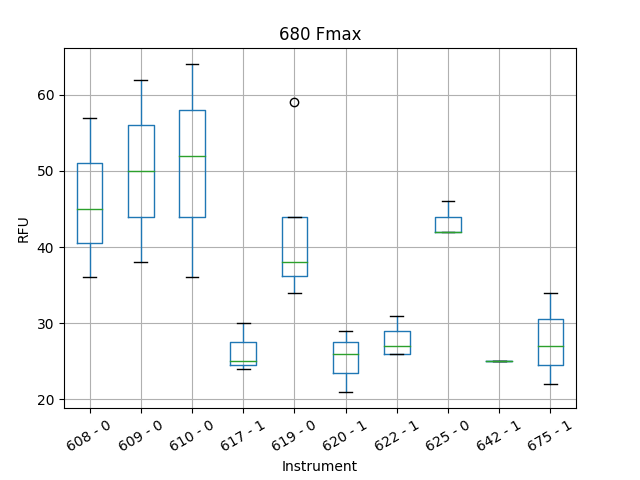 680 Fmax
60
50
40
30
20
RFU
608 - 0
609 - 0
610 - 0
617 - 1
619 - 0
620 - 1
622 - 1
625 - 0
642 - 1
675 - 1
Instrument